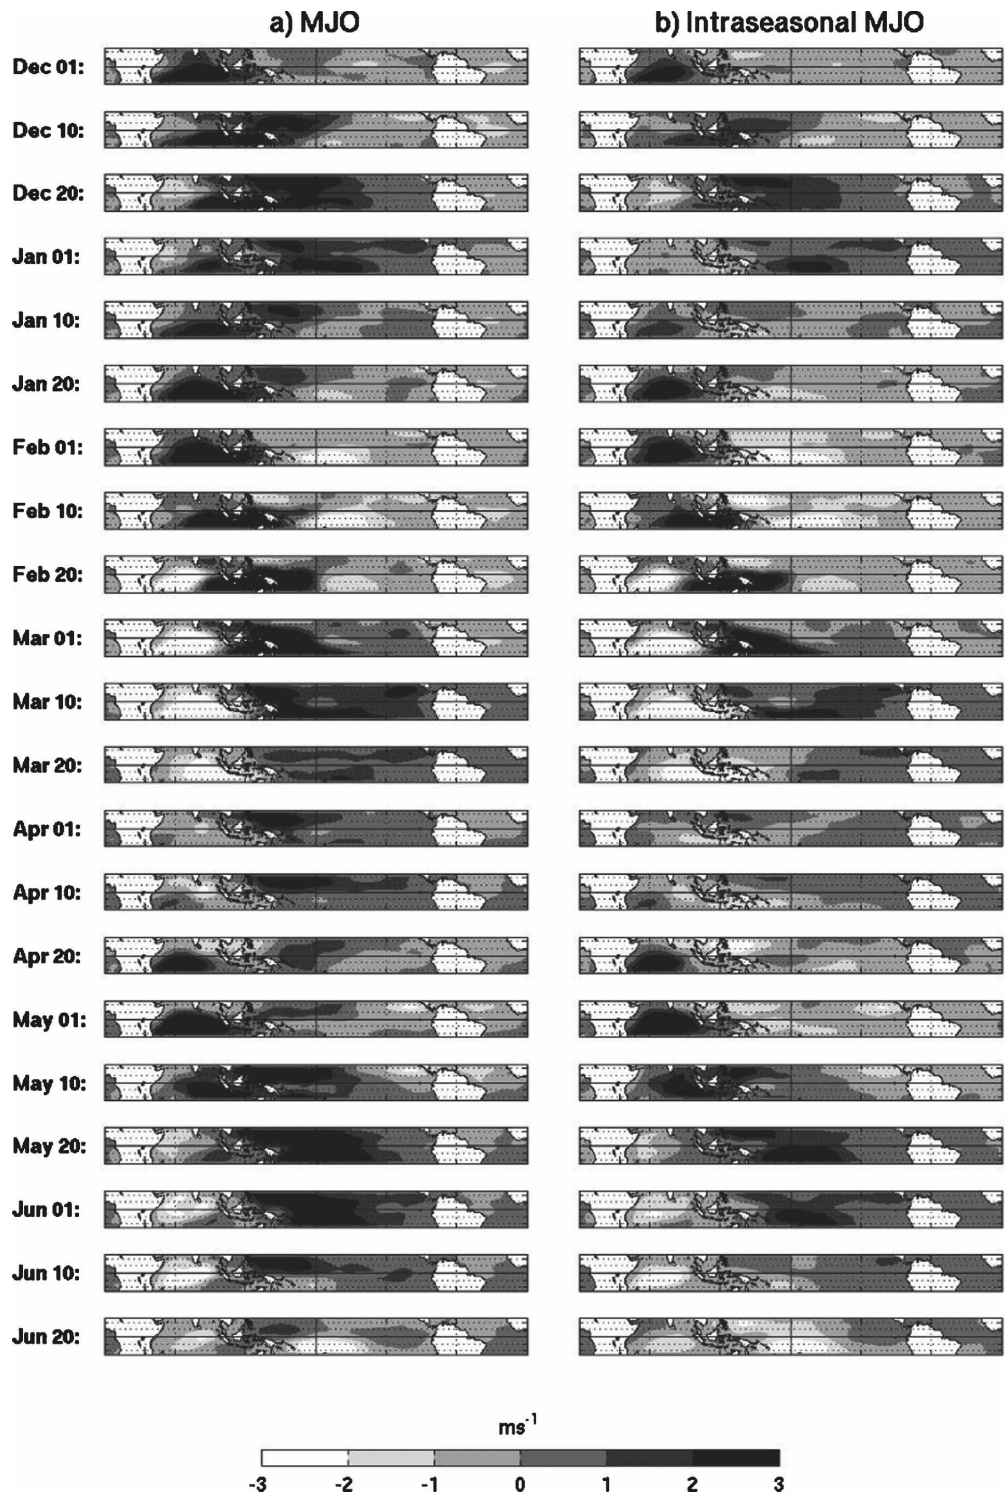 a) MJO
b) Intraseasonal MJO
Dec 01:
Dec 10:
Dec 20:
Jan 01:
Jan 10:
Jan 20:
Feb 01:
Feb 10:
Feb 20:
Mar 01:
Mar 10:
Mar 20:
Apr 01:
Apr 10:
Apr 20:
May 01:
May 10:
May 20:
Jun 01:
Jun 10:
Jun 20:
ms⁻¹
-3 -2 -1 0 1 2 3